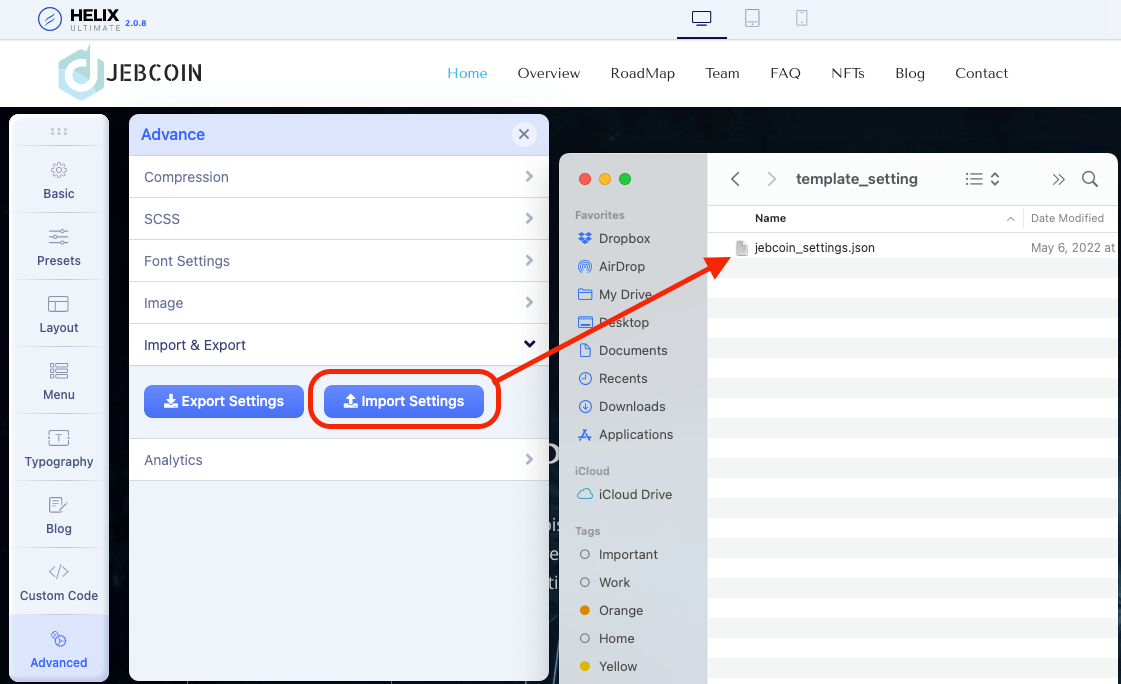 HELIX
ULTIMATE 2.0.8
JEBCOIN
Home Overview RoadMap Team FAQ NFTs Blog Contact
Basic
Presets
Layout
Menu
Typography
Blog
Custom Code
Advanced
Advance
Compression
SCSS
Font Settings
Image
Import & Export
Export Settings Import Settings
Analytics
template_setting
Favorites
Dropbox
AirDrop
My Drive
Desktop
Documents
Recents
Downloads
Applications
iCloud
iCloud Drive
Tags
Important
Work
Orange
Home
Yellow
Name Date Modified
jebcoin_settings.json May 6, 2022 at